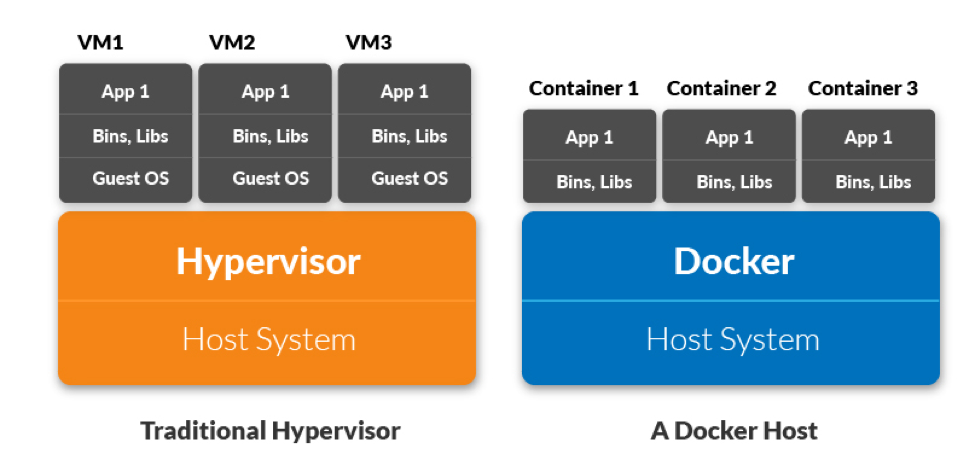 VM1 VM2 VM3
App 1 App 1 App 1
Bins, Libs Bins, Libs Bins, Libs
Guest OS Guest OS Guest OS
Hypervisor
Host System
Traditional Hypervisor
Container 1 Container 2 Container 3
App 1 App 1 App 1
Bins, Libs Bins, Libs Bins, Libs
Docker
Host System
A Docker Host